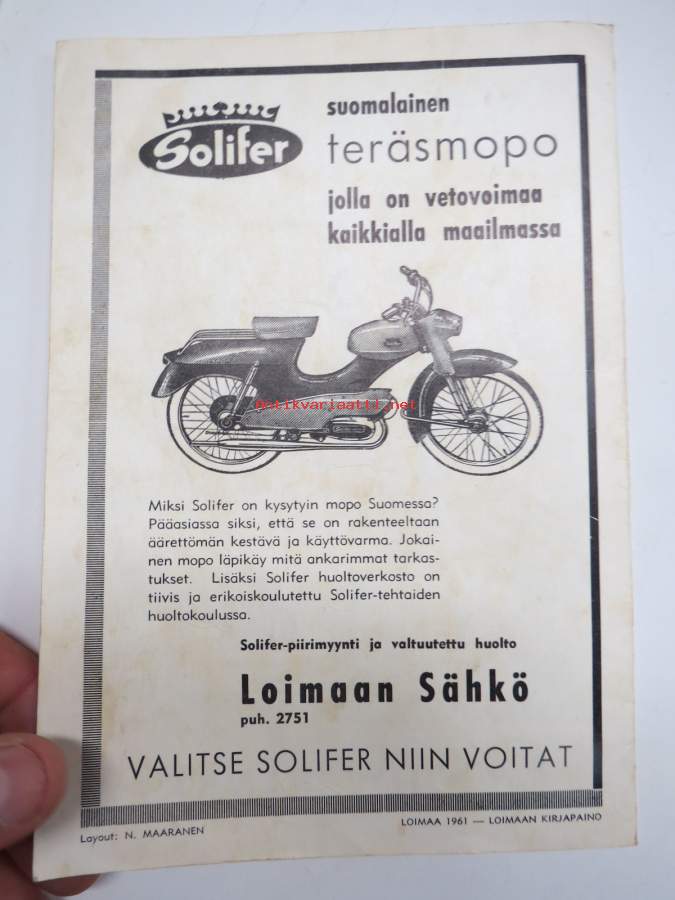 Solifer
suomalainen
teräsmopo
jolla on vetovoimaa
kaikkialla maailmassa
Antikvariaatti.net
Miksi Solifer on kysytyin mopo Suomessa?
Pääasiassa siksi, että se on rakenteeltaan
äärettömän kestävä ja käyttövarma. Jokai-
nen mopo läpikäy mitä ankarimmat tarkas-
tukset. Lisäksi Solifer huoltoverkosto on
tiivis ja erikoiskoulutettu Solifer-tehtaiden
huoltokoulussa.
Solifer-piirimyynti ja valtuutettu huolto
Loimaan Sähkö
puh. 2751
VALITSE SOLIFER NIIN VOITAT
Layout: N. MAARANEN
LOIMAA 1961 — LOIMAAN KIRJAPAINO